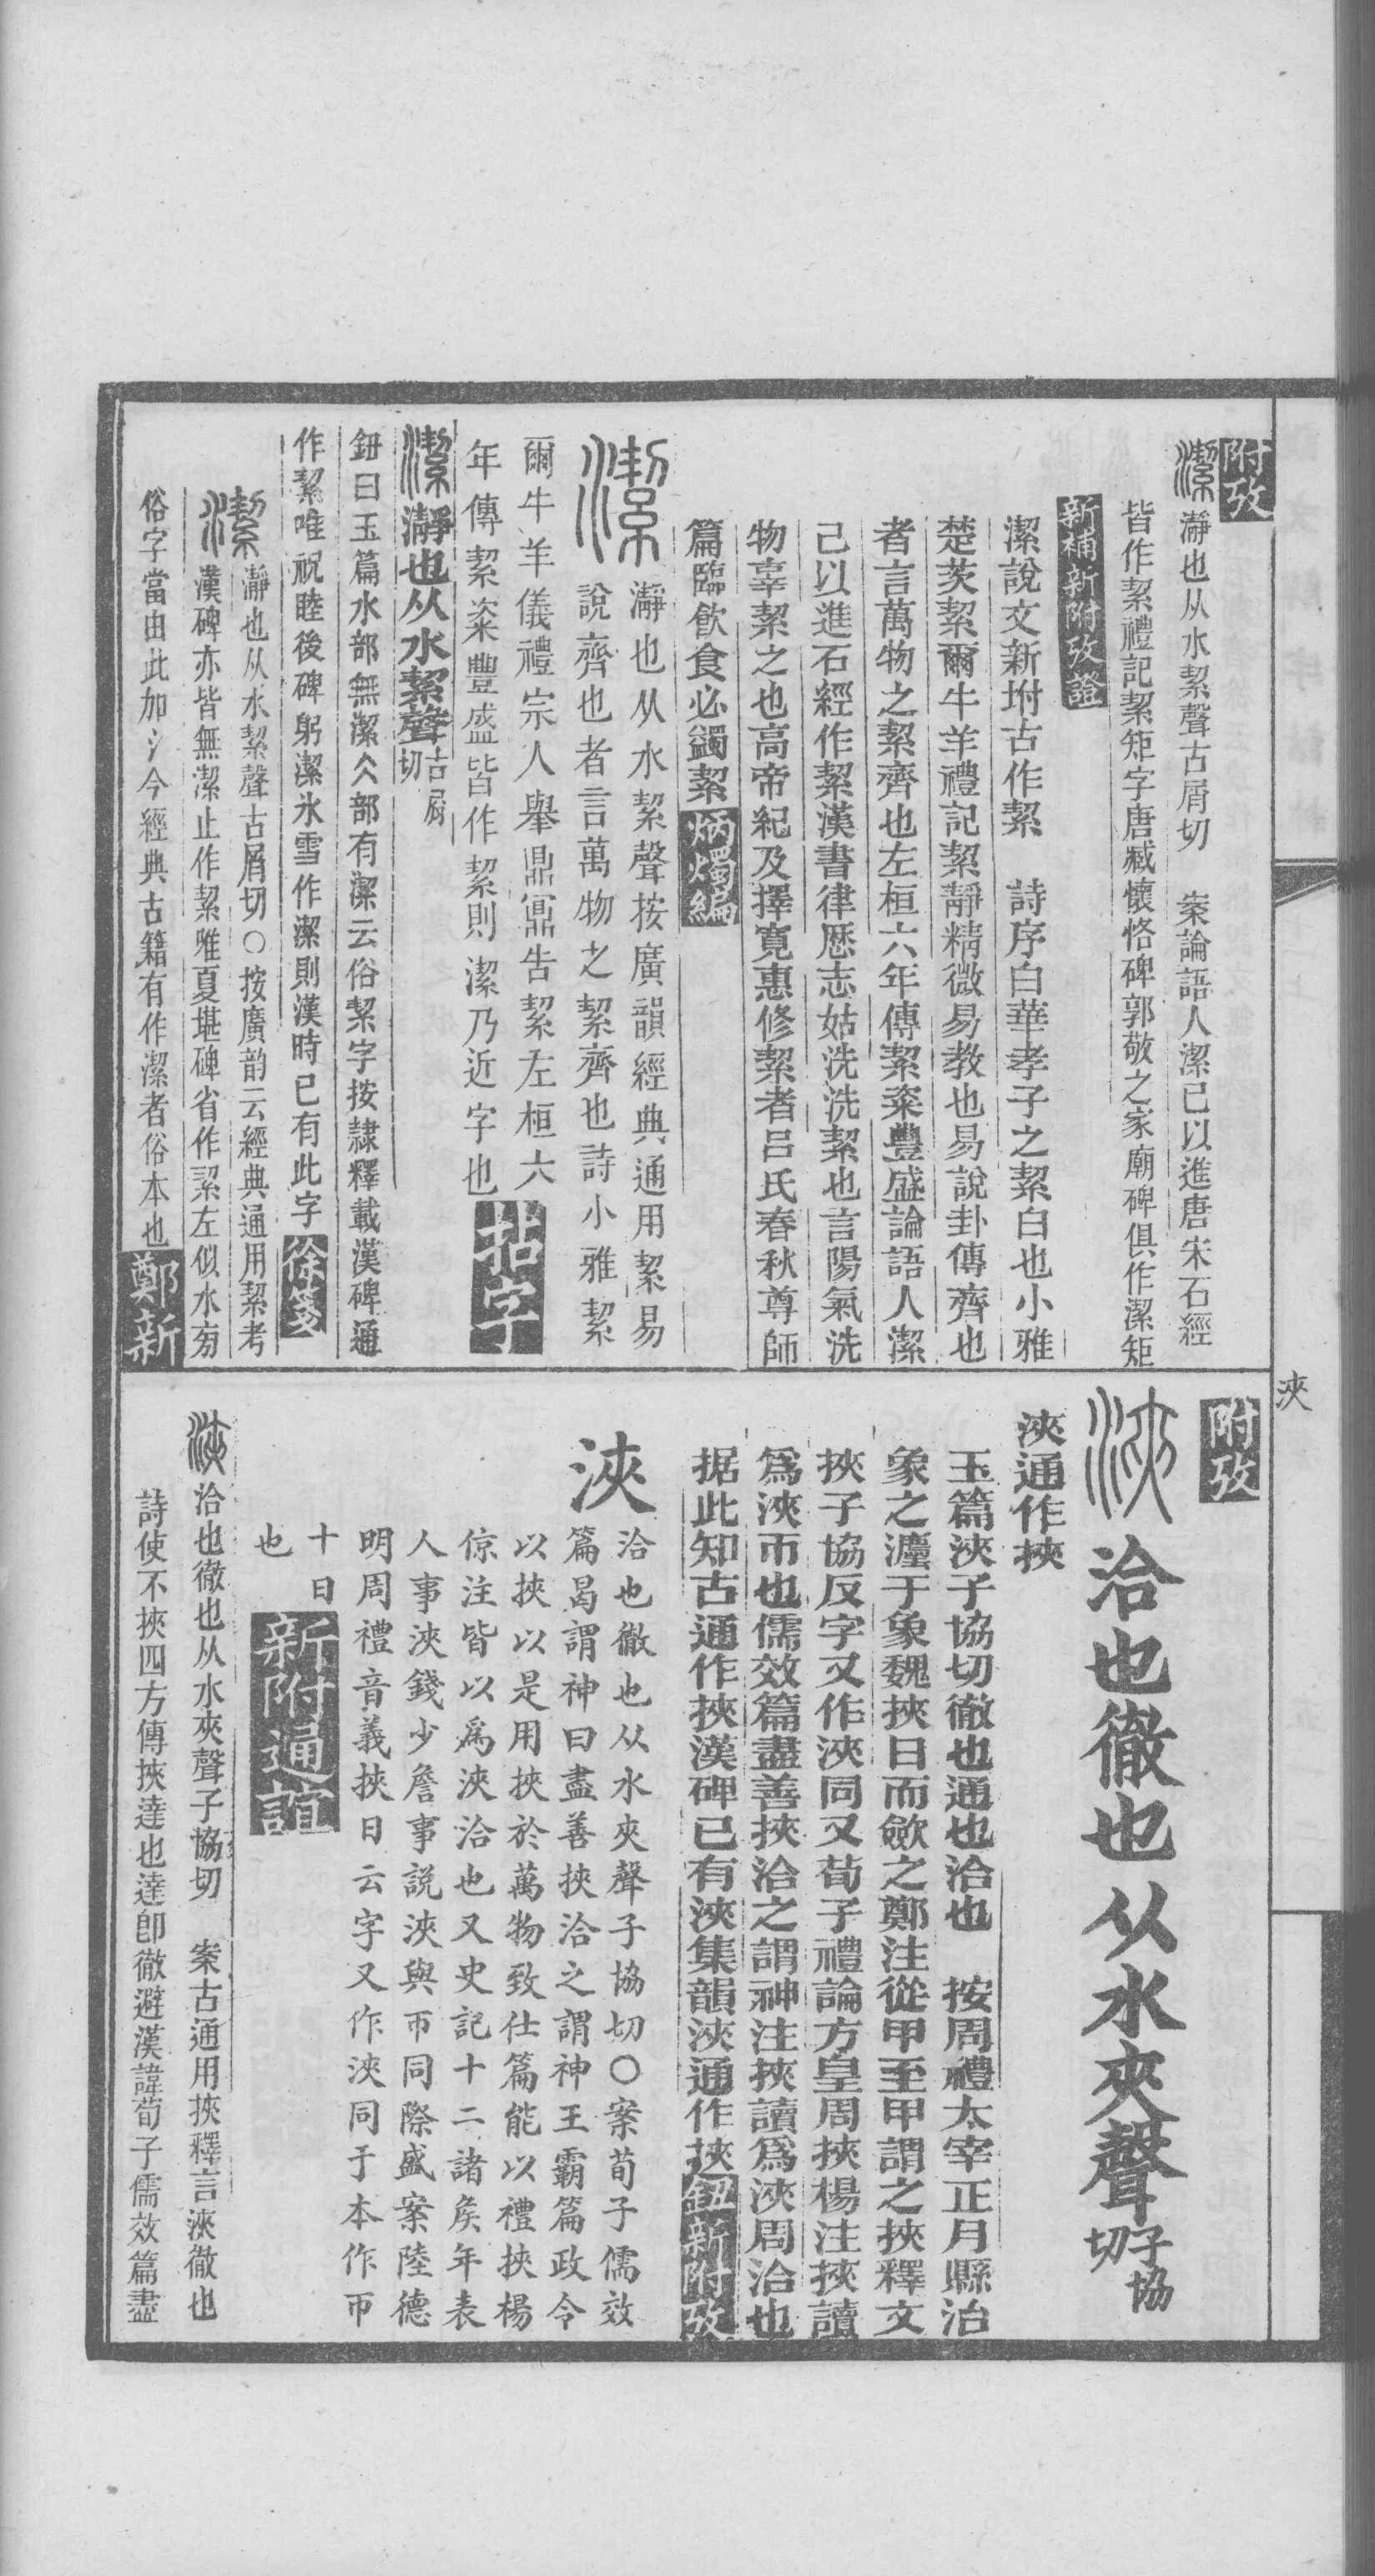 附攷
潔瀞也从水絜聲古屑切　案論語人潔己以進唐宋石經
皆作絜禮記絜矩字唐臧懷恪碑郭敬之家廟碑俱作潔矩
新補新附攷證
潔說文新坿古作絜　詩序白華孝子之絜白也小雅
楚茨絜爾牛羊禮記絜靜精微易教也易說卦傳齊也
者言萬物之絜齊也左桓六年傳絜粢豐盛論語人潔
己以進石經作絜漢書律厤志姑洗洗絜也言陽氣洗
物辜絜之也高帝紀及擇寬惠修絜者呂氏春秋尊師
篇臨飲食必蠲絜炳燭編
潔
瀞也从水絜聲按廣韻經典通用絜易
說齊也者言萬物之絜齊也詩小雅絜
爾牛羊儀禮宗人舉鼎冪告絜左桓六
年傳絜粢豐盛皆作絜則潔乃近字也拈字
潔瀞也从水絜聲古屑切
鈕曰玉篇水部無潔仌部有㓗云俗絜字按隷釋載漢碑通
作絜唯祝睦後碑躬潔氷雪作潔則漢時已有此字徐箋
潔瀞也从水絜聲古屑切○按廣韵云經典通用絜考
漢碑亦皆無潔止作絜唯夏堪碑省作絜左似水㫄
俗字當由此加氵今經典古籍有作潔者俗本也鄭新
夾
附攷
浹洽也徹也从水夾聲子協切
浹通作挾
玉篇浹子協切徹也通也洽也　按周禮太宰正月縣治
象之灋于象魏挾日而斂之鄭注從甲至甲謂之挾釋文
挾子協反字又作浹同又荀子禮論方皇周挾楊注挾讀
爲浹帀也儒效篇盡善挾洽之謂神注挾讀爲浹周洽也
据此知古通作挾漢碑已有浹集韻浹通作挾鈕新附攷
浹
洽也徹也从水夾聲子協切○案荀子儒效
篇曷謂神曰盡善挾洽之謂神王霸篇政令
以挾以是用挾於萬物致仕篇能以禮挾楊
倞注皆以爲浹洽也又史記十二諸矦年表
人事浹錢少詹事說浹與帀同際盛案陸德
明周禮音義挾日云字又作浹同于本作帀
十日
也新附通誼
浹洽也徹也从水夾聲子協切　案古通用挾釋言浹徹也
詩使不挾四方傳挾達也達卽徹避漢諱荀子儒效篇盡